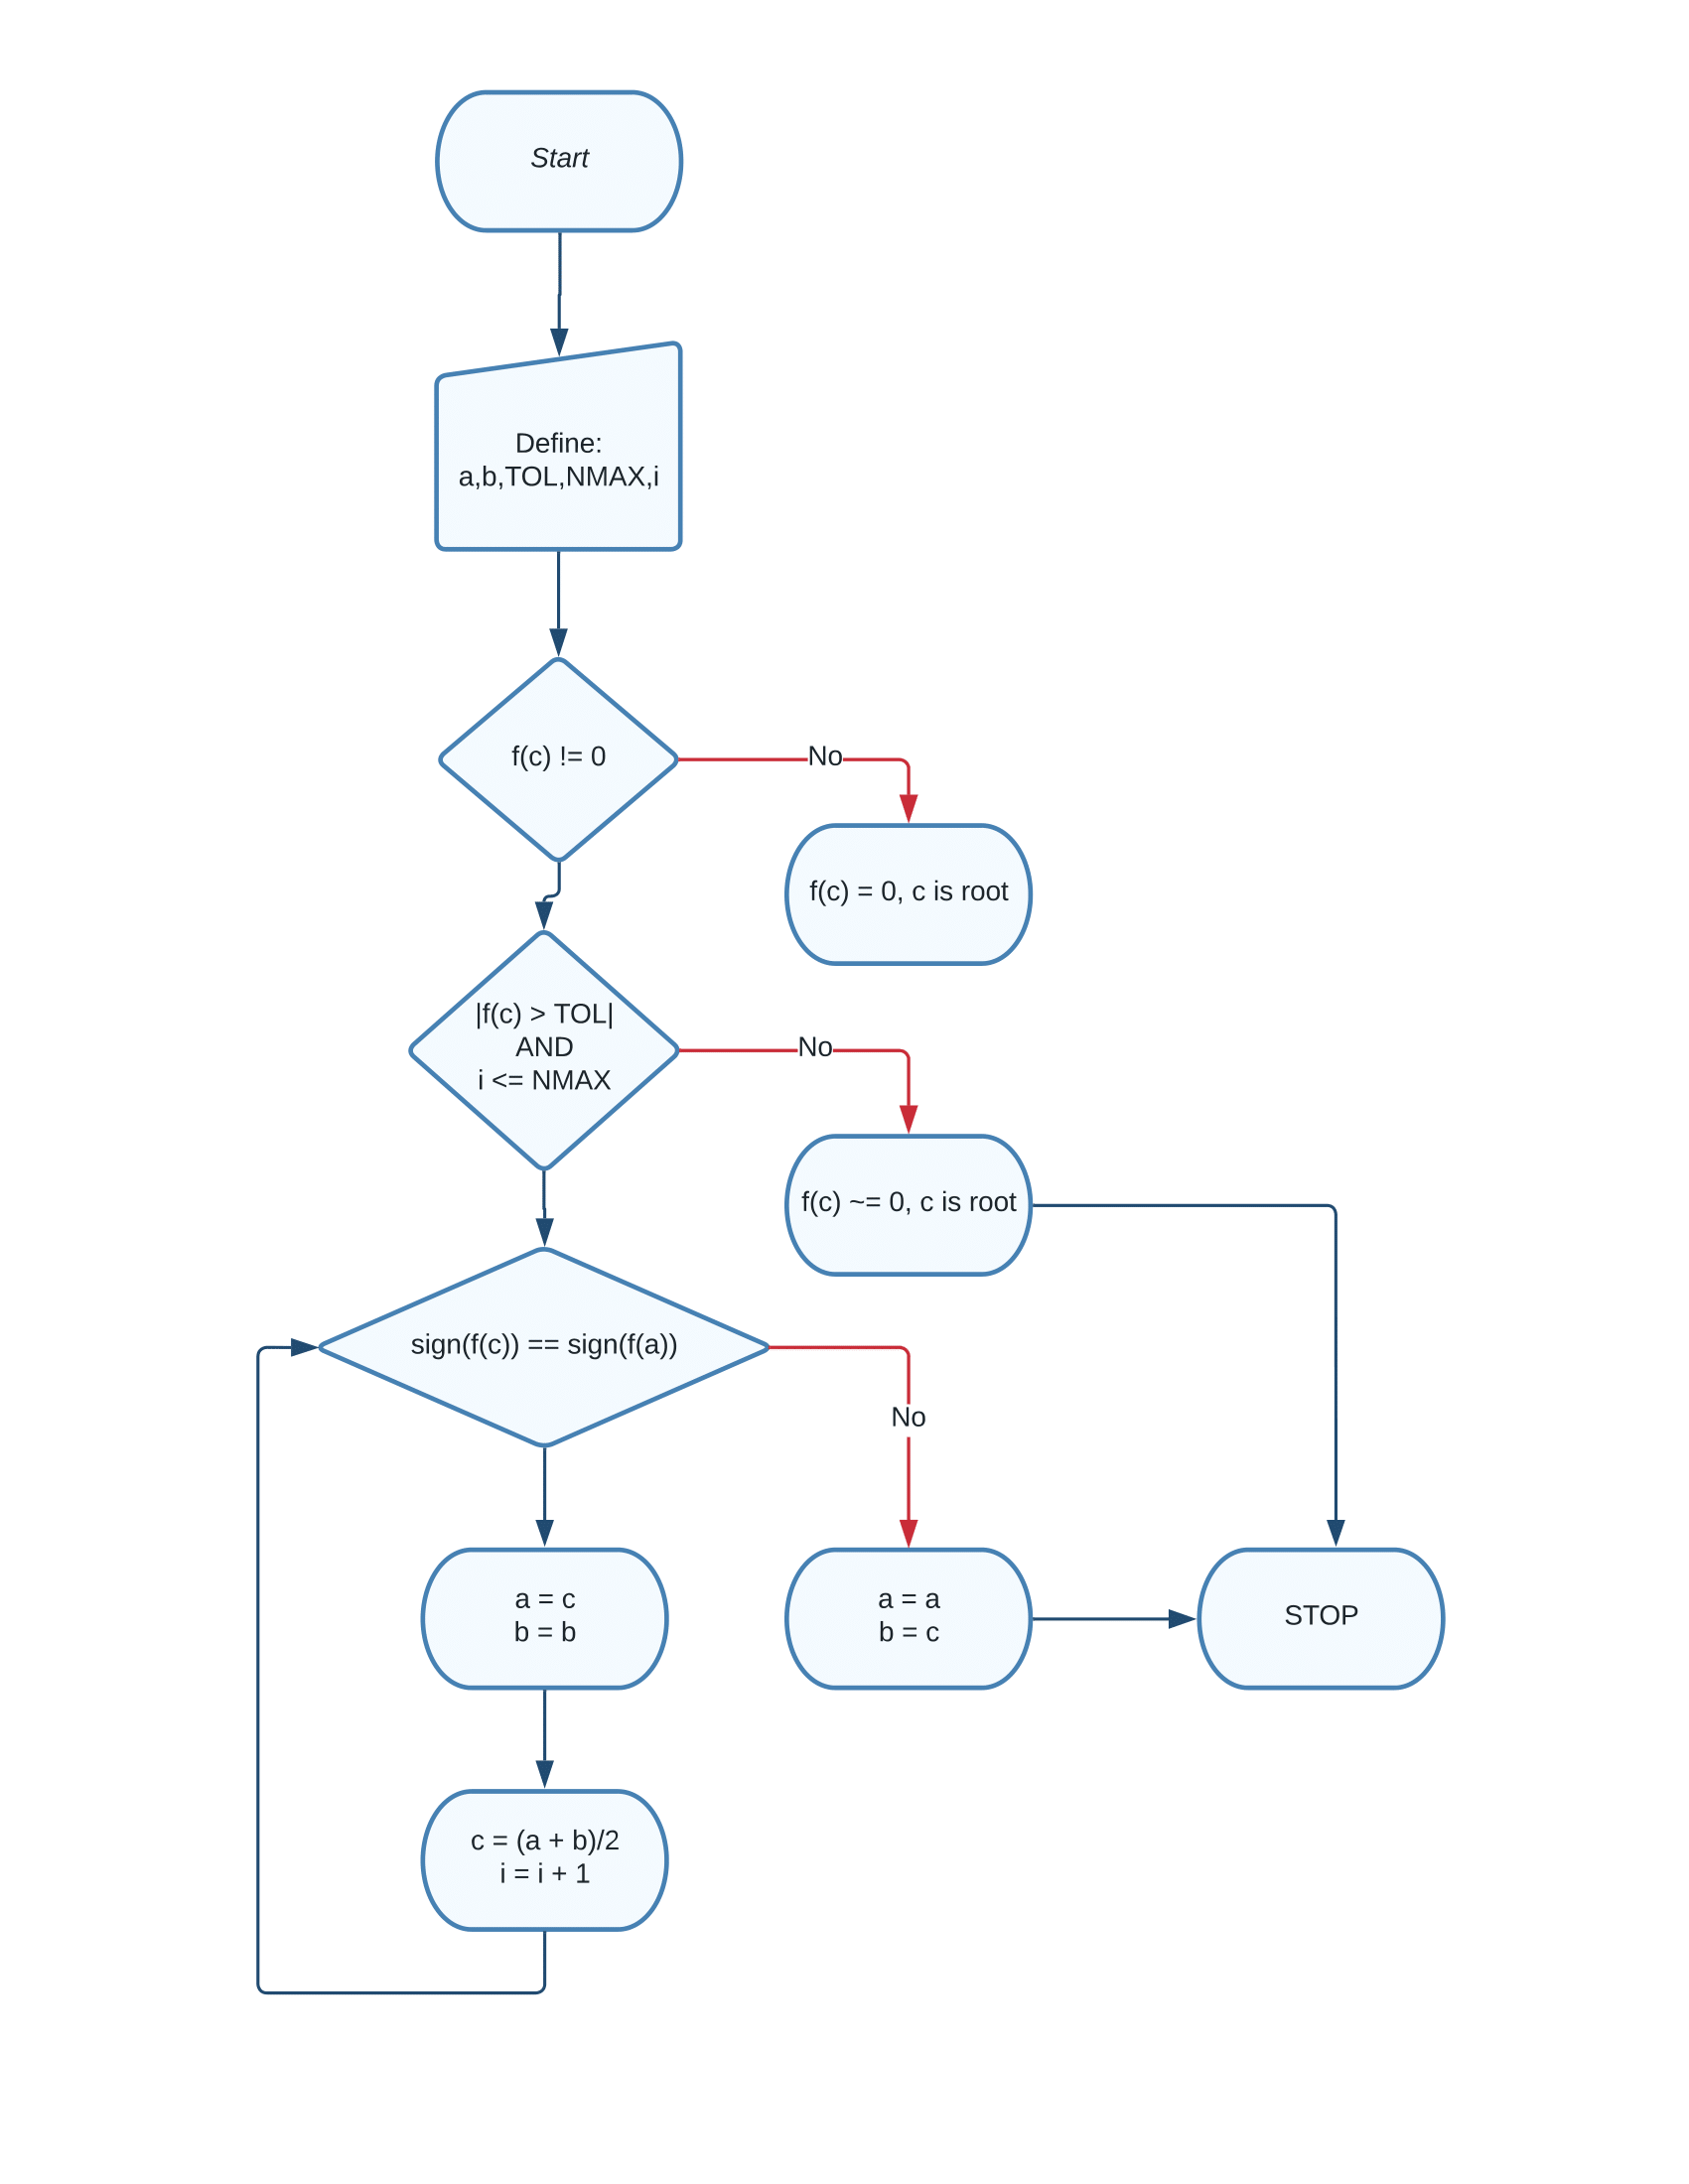 Start
Define:
a,b,TOL,NMAX,i
f(c) != 0
No
f(c) = 0, c is root
|f(c) > TOL|
AND
i <= NMAX
No
f(c) ~= 0, c is root
sign(f(c)) == sign(f(a))
No
a = c
b = b
a = a
b = c
STOP
c = (a + b)/2
i = i + 1